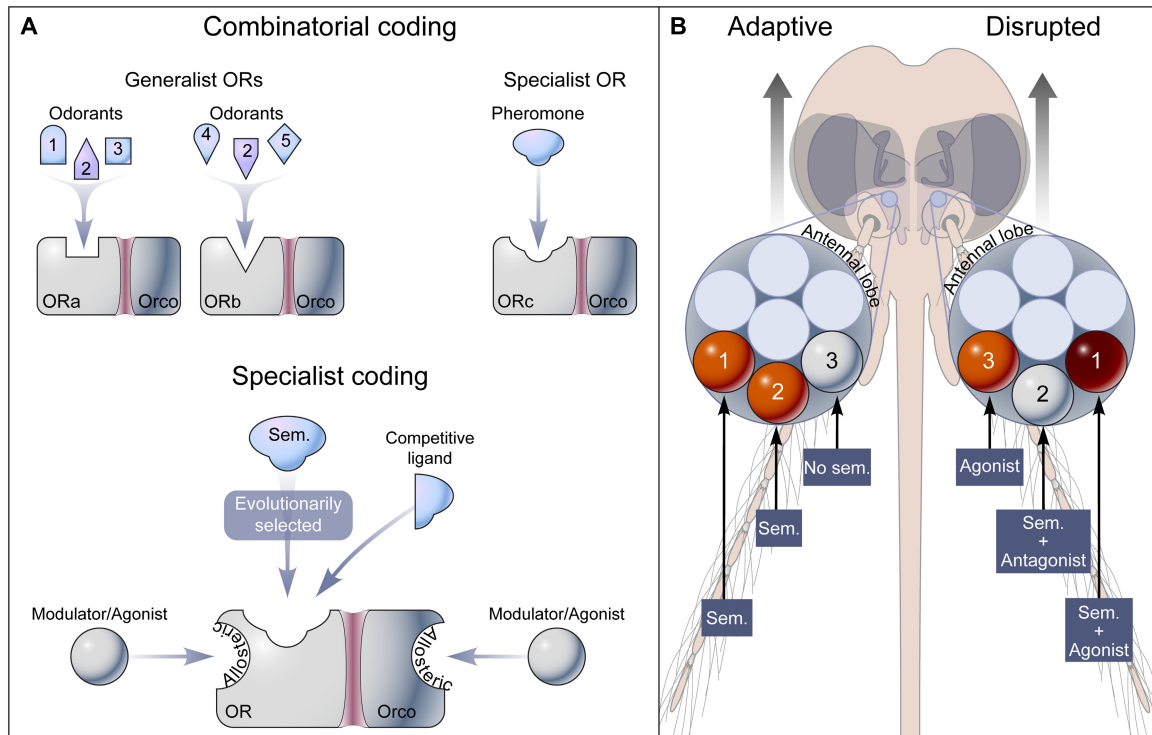 A
Combinatorial coding
Generalist ORs
Specialist OR
Odorants
Odorants
Pheromone
1
2
3
4
2
5
ORa
Orco
ORb
Orco
ORc
Orco
Specialist coding
Sem.
Competitive
ligand
Evolutionarily
selected
Modulator/Agonist
Modulator/Agonist
Allosteric
Allosteric
OR
Orco
B
Adaptive
Disrupted
Antennal lobe
Antennal lobe
1
2
3
3
2
1
No sem.
Sem.
Sem.
Agonist
Sem.
+
Antagonist
Sem.
+
Agonist